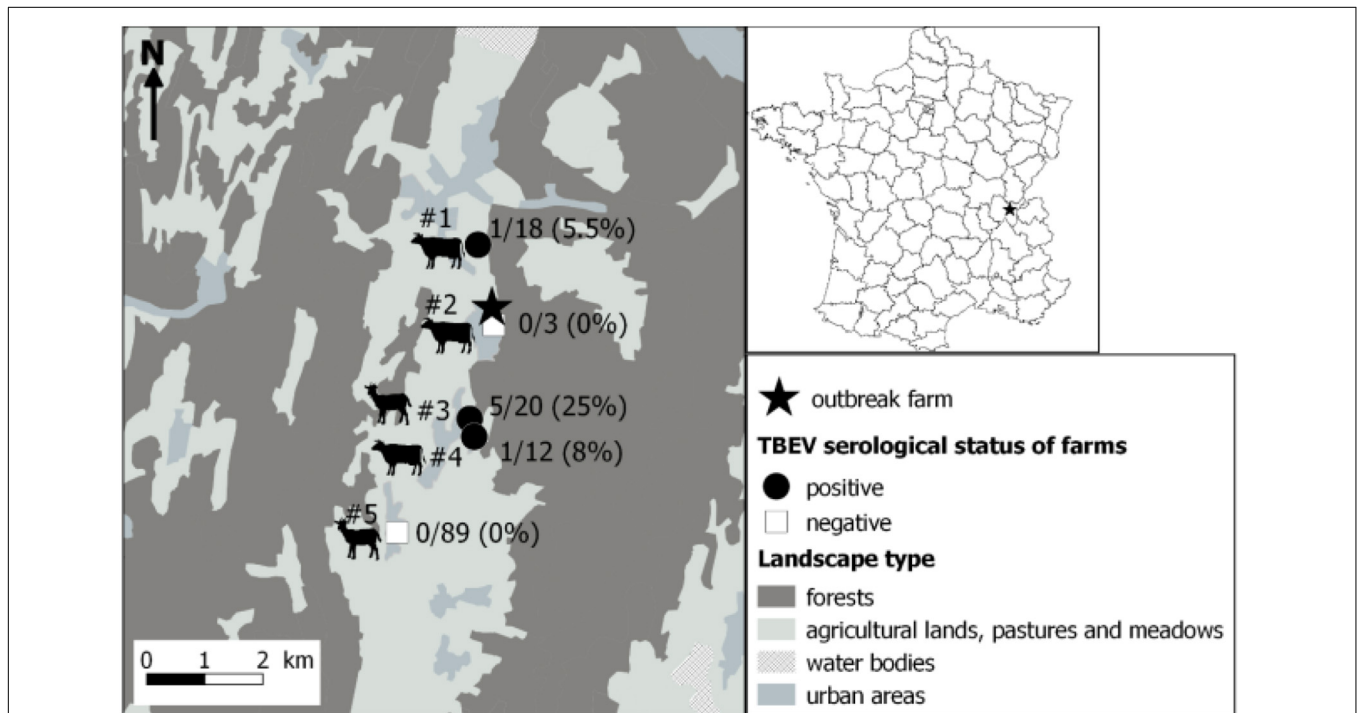 N
#1
1/18 (5.5%)
#2
0/3 (0%)
#3
5/20 (25%)
#4
1/12 (8%)
#5
0/89 (0%)
0 1 2 km
outbreak farm
TBEV serological status of farms
positive
negative
Landscape type
forests
agricultural lands, pastures and meadows
water bodies
urban areas